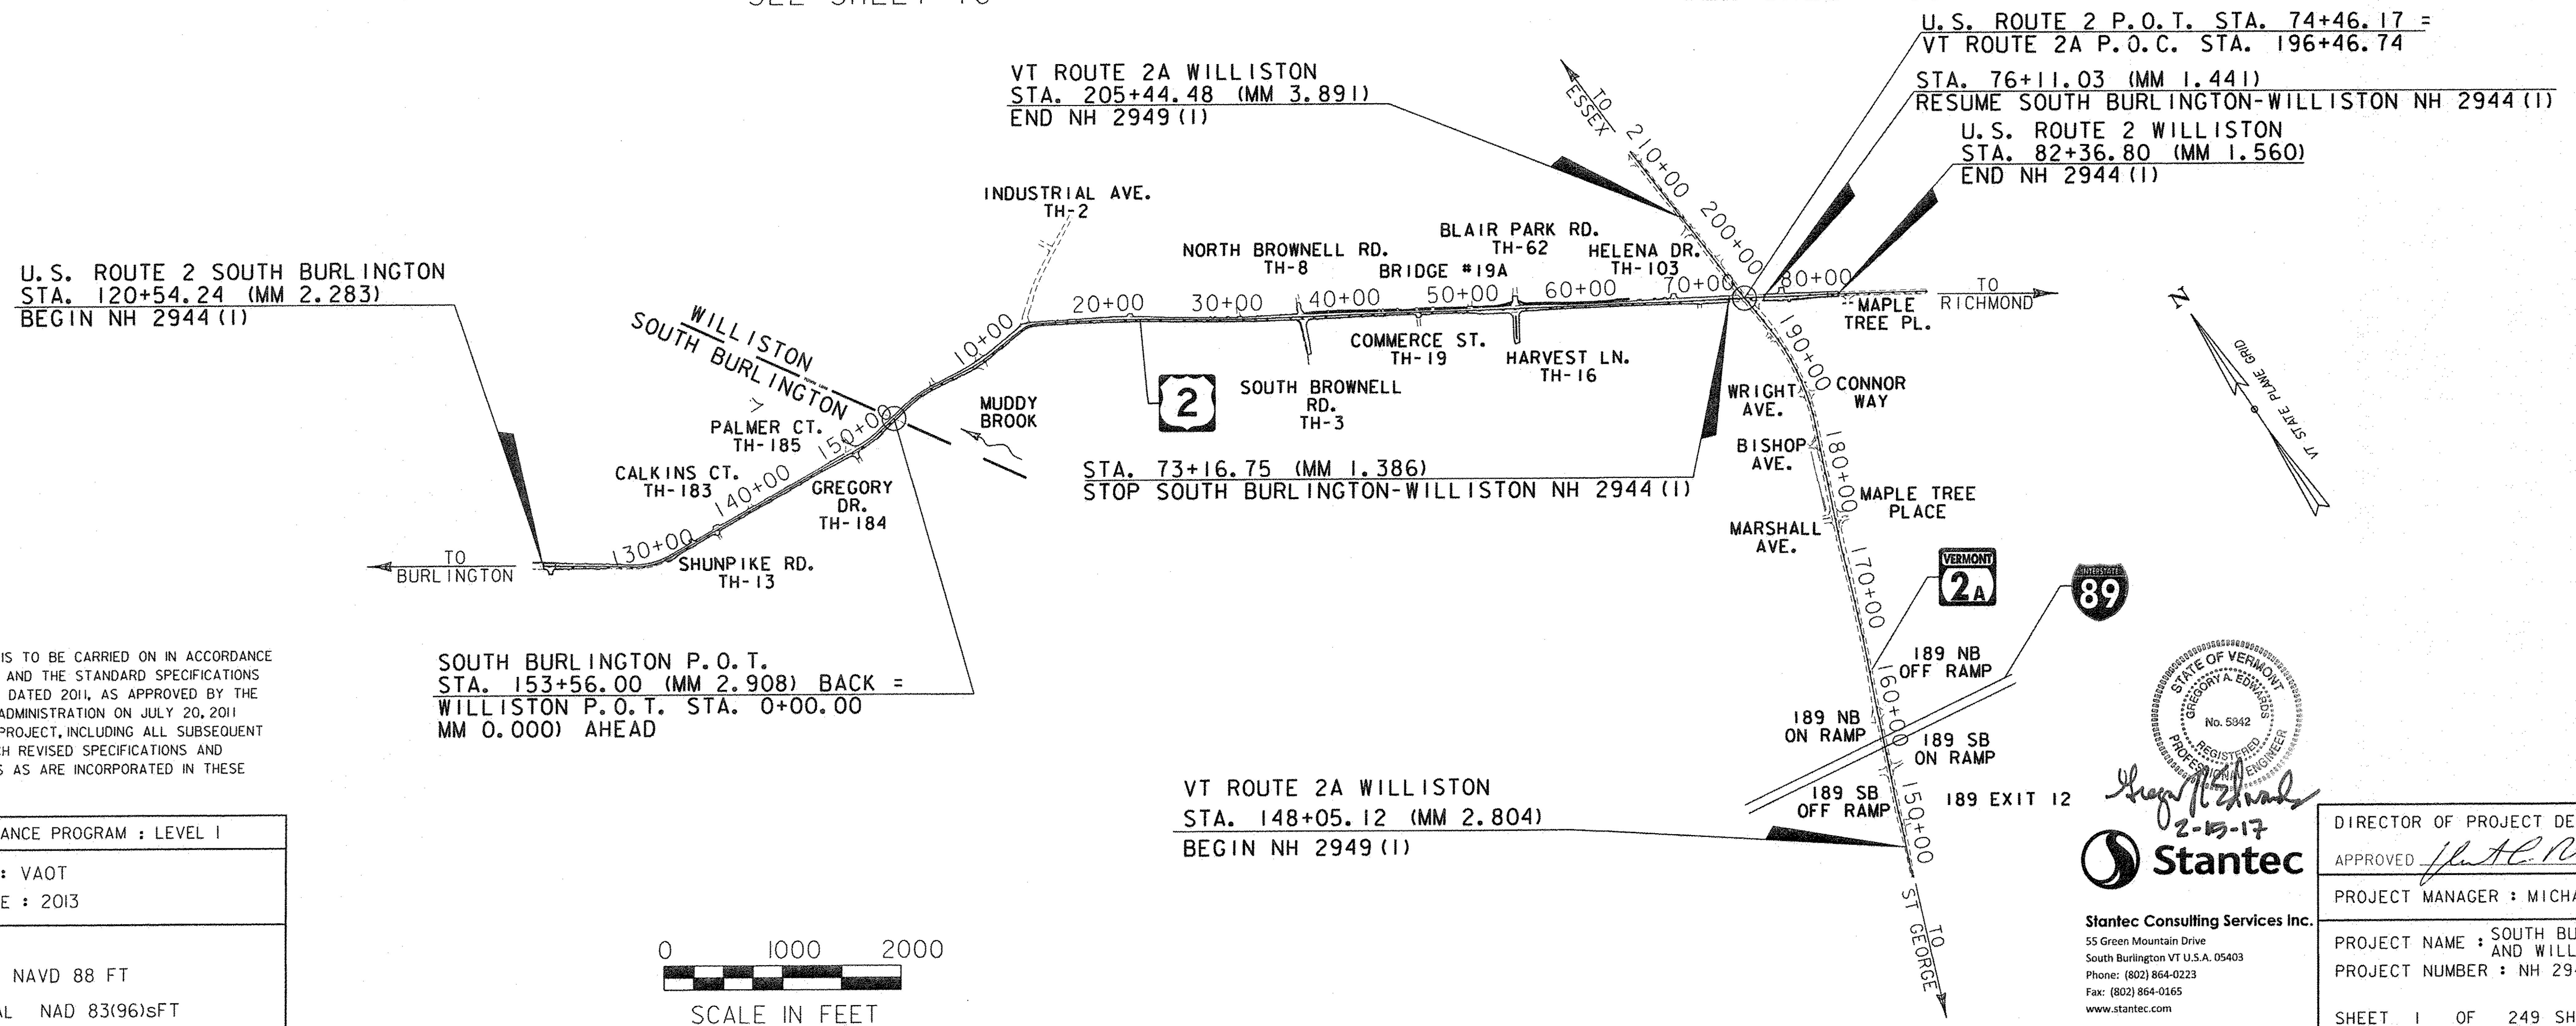 U.S. ROUTE 2 P.O.T. STA. 74+46.17 =
VT ROUTE 2A P.O.C. STA. 196+46.74
STA. 76+11.03 (MM 1.441)
RESUME SOUTH BURLINGTON-WILLISTON NH 2944(1)
U.S. ROUTE 2 WILLISTON
STA. 82+36.80 (MM 1.560)
END NH 2944(1)
VT ROUTE 2A WILLISTON
STA. 205+44.48 (MM 3.891)
END NH 2949(1)
TO
ESSEX
210+00
200+00
INDUSTRIAL AVE.
TH-2
NORTH BROWNELL RD.
TH-8
BRIDGE #19A
BLAIR PARK RD.
TH-62
HELENA DR.
TH-103
U.S. ROUTE 2 SOUTH BURLINGTON
STA. 120+54.24 (MM 2.283)
BEGIN NH 2944(1)
WILLISTON
SOUTH BURLINGTON
10+00
20+00
30+00
40+00
50+00
60+00
70+00
80+00
TO
RICHMOND
MAPLE
TREE PL.
N
VT STATE PLANE GRID
COMMERCE ST.
TH-19
HARVEST LN.
TH-16
SOUTH BROWNELL
RD.
TH-3
2
MUDDY
BROOK
PALMER CT.
TH-185
150+00
CALKINS CT.
TH-183
140+00
GREGORY
DR.
TH-184
130+00
SHUNPIKE RD.
TH-13
TO
BURLINGTON
STA. 73+16.75 (MM 1.386)
STOP SOUTH BURLINGTON-WILLISTON NH 2944(1)
190+00
WRIGHT
AVE.
CONNOR
WAY
BISHOP
AVE.
180+00
MAPLE TREE
PLACE
MARSHALL
AVE.
170+00
VERMONT
2A
INTERSTATE
89
160+00
189 NB
OFF RAMP
189 NB
ON RAMP
189 SB
ON RAMP
189 SB
OFF RAMP
189 EXIT 12
150+00
TO
ST GEORGE
SOUTH BURLINGTON P.O.T.
STA. 153+56.00 (MM 2.908) BACK =
WILLISTON P.O.T. STA. 0+00.00
MM 0.000) AHEAD
VT ROUTE 2A WILLISTON
STA. 148+05.12 (MM 2.804)
BEGIN NH 2949(1)
IS TO BE CARRIED ON IN ACCORDANCE
AND THE STANDARD SPECIFICATIONS
DATED 2011, AS APPROVED BY THE
ADMINISTRATION ON JULY 20, 2011
PROJECT, INCLUDING ALL SUBSEQUENT
REVISED SPECIFICATIONS AND
AS ARE INCORPORATED IN THESE
ANCE PROGRAM : LEVEL 1
: VAOT
E : 2013
NAVD 88 FT
AL NAD 83(96)sFT
0 1000 2000
SCALE IN FEET
STATE OF VERMONT
GREGORY A. EDWARDS
No. 5842
REGISTERED
PROFESSIONAL ENGINEER
2-15-17
Stantec
Stantec Consulting Services Inc.
55 Green Mountain Drive
South Burlington VT U.S.A. 05403
Phone: (802) 864-0223
Fax: (802) 864-0165
www.stantec.com
DIRECTOR OF PROJECT DE
APPROVED
PROJECT MANAGER : MICHA
PROJECT NAME : SOUTH BU
AND WILL
PROJECT NUMBER : NH 29
SHEET 1 OF 249 SH